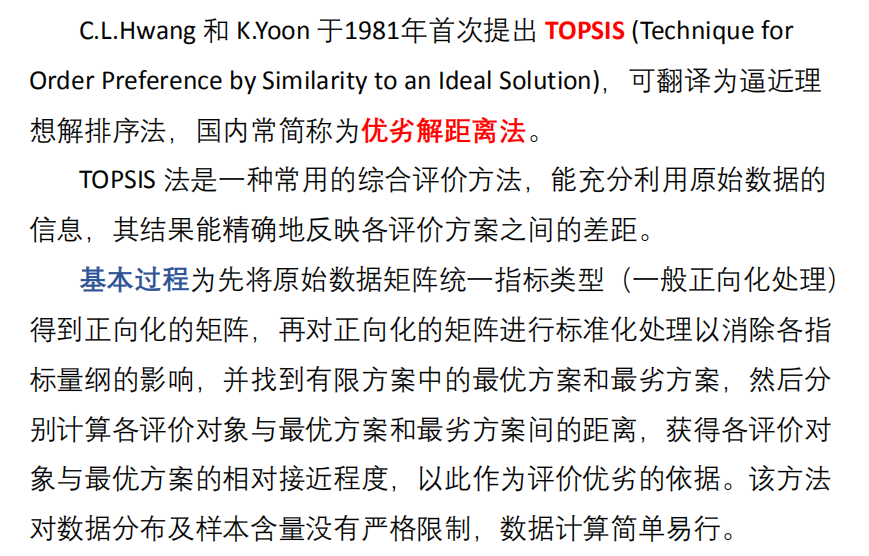 C.L.Hwang 和 K.Yoon 于1981年首次提出 TOPSIS (Technique for
Order Preference by Similarity to an Ideal Solution)，可翻译为逼近理
想解排序法，国内常简称为优劣解距离法。
TOPSIS 法是一种常用的综合评价方法，能充分利用原始数据的
信息，其结果能精确地反映各评价方案之间的差距。
基本过程为先将原始数据矩阵统一指标类型（一般正向化处理）
得到正向化的矩阵，再对正向化的矩阵进行标准化处理以消除各指
标量纲的影响，并找到有限方案中的最优方案和最劣方案，然后分
别计算各评价对象与最优方案和最劣方案间的距离，获得各评价对
象与最优方案的相对接近程度，以此作为评价优劣的依据。该方法
对数据分布及样本含量没有严格限制，数据计算简单易行。